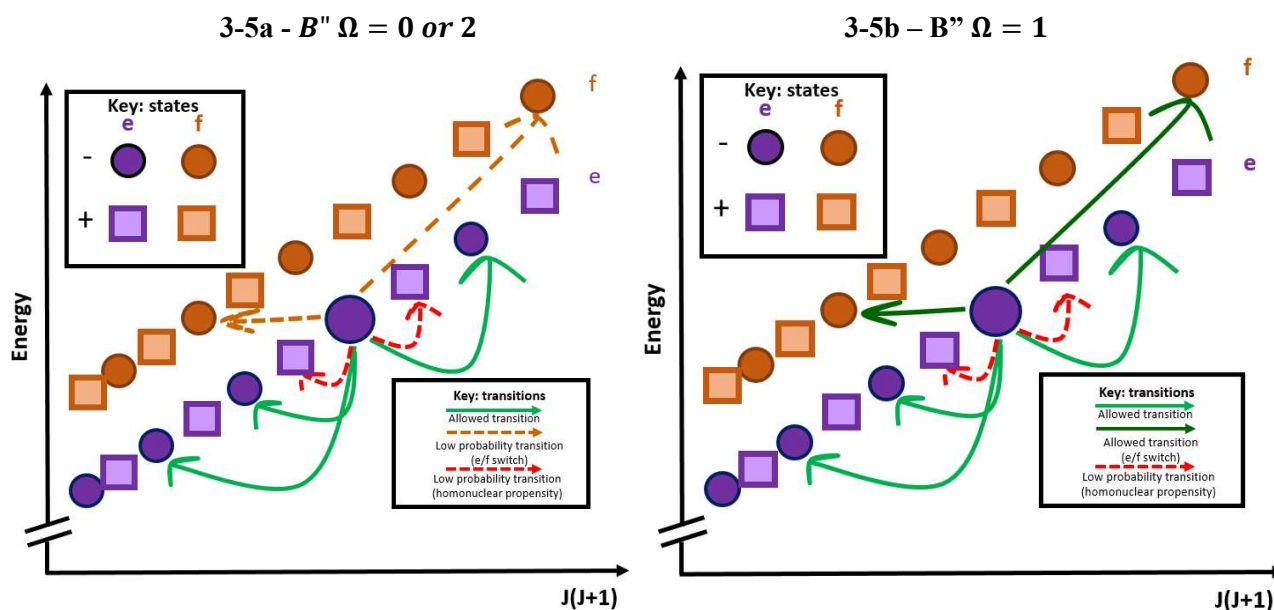 3-5a - B" Ω = 0 or 2
Key: states
e f
-
+
f
e
Energy
Key: transitions
Allowed transition
Low probability transition
(e/f switch)
Low probability transition
(homonuclear propensity)
J(J+1)
3-5b – B” Ω = 1
Key: states
e f
-
+
f
e
Energy
Key: transitions
Allowed transition
Allowed transition
(e/f switch)
Low probability transition
(homonuclear propensity)
J(J+1)